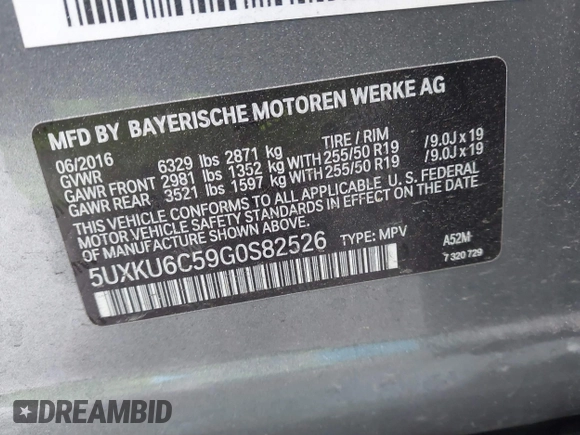 MFD BY BAYERISCHE MOTOREN WERKE AG
06/2016 TIRE / RIM
GVWR 6329 lbs 2871 kg
GAWR FRONT 2981 lbs 1352 kg WITH 255/50 R19 /9.0J x 19
GAWR REAR 3521 lbs 1597 kg WITH 255/50 R19 /9.0J x 19
THIS VEHICLE CONFORMS TO ALL APPLICABLE U.S. FEDERAL
MOTOR VEHICLE SAFETY STANDARDS IN EFFECT ON THE
DATE OF MANUFACTURE SHOWN ABOVE.
5UXKU6C59G0S82526 TYPE: MPV A52M
7 320 729
DREAMBID